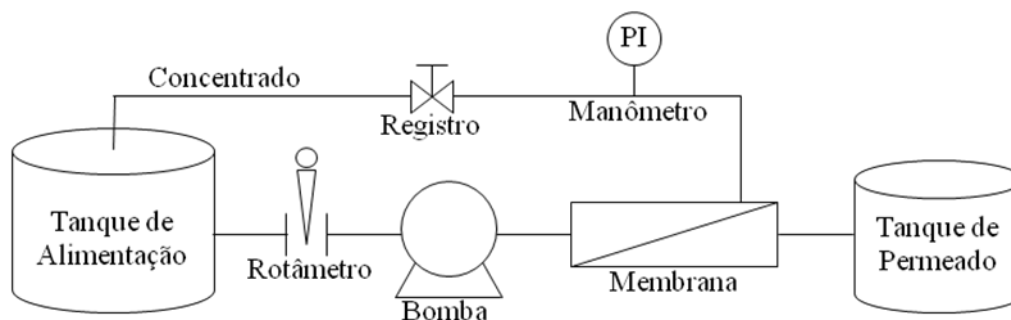 PI
Concentrado
Registro
Manômetro
Tanque de
Alimentação
Rotâmetro
Bomba
Membrana
Tanque de
Permeado